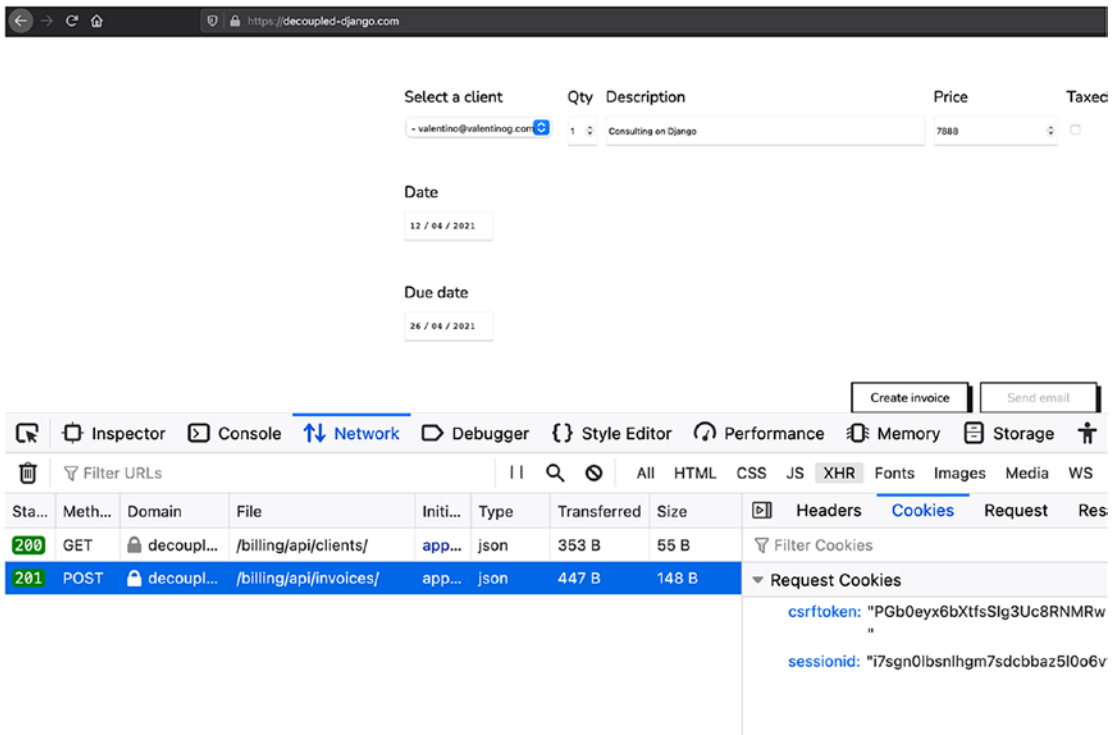 https://decoupled-django.com
Select a client Qty Description Price Taxed
- valentino@valentinog.com 1 Consulting on Django 7888
Date
12 / 04 / 2021
Due date
26 / 04 / 2021
Create invoice Send email
Inspector Console Network Debugger {} Style Editor Performance Memory Storage
Filter URLs All HTML CSS JS XHR Fonts Images Media WS
Sta... Meth... Domain File Initi... Type Transferred Size Headers Cookies Request Res
200 GET decoupl... /billing/api/clients/ app... json 353 B 55 B Filter Cookies
201 POST decoupl... /billing/api/invoices/ app... json 447 B 148 B Request Cookies
csrftoken: "PGb0eyx6bXtfsSIg3Uc8RNMRw
"
sessionid: "i7sgn0lbsnlhgm7sdcbbaz5l0o6v